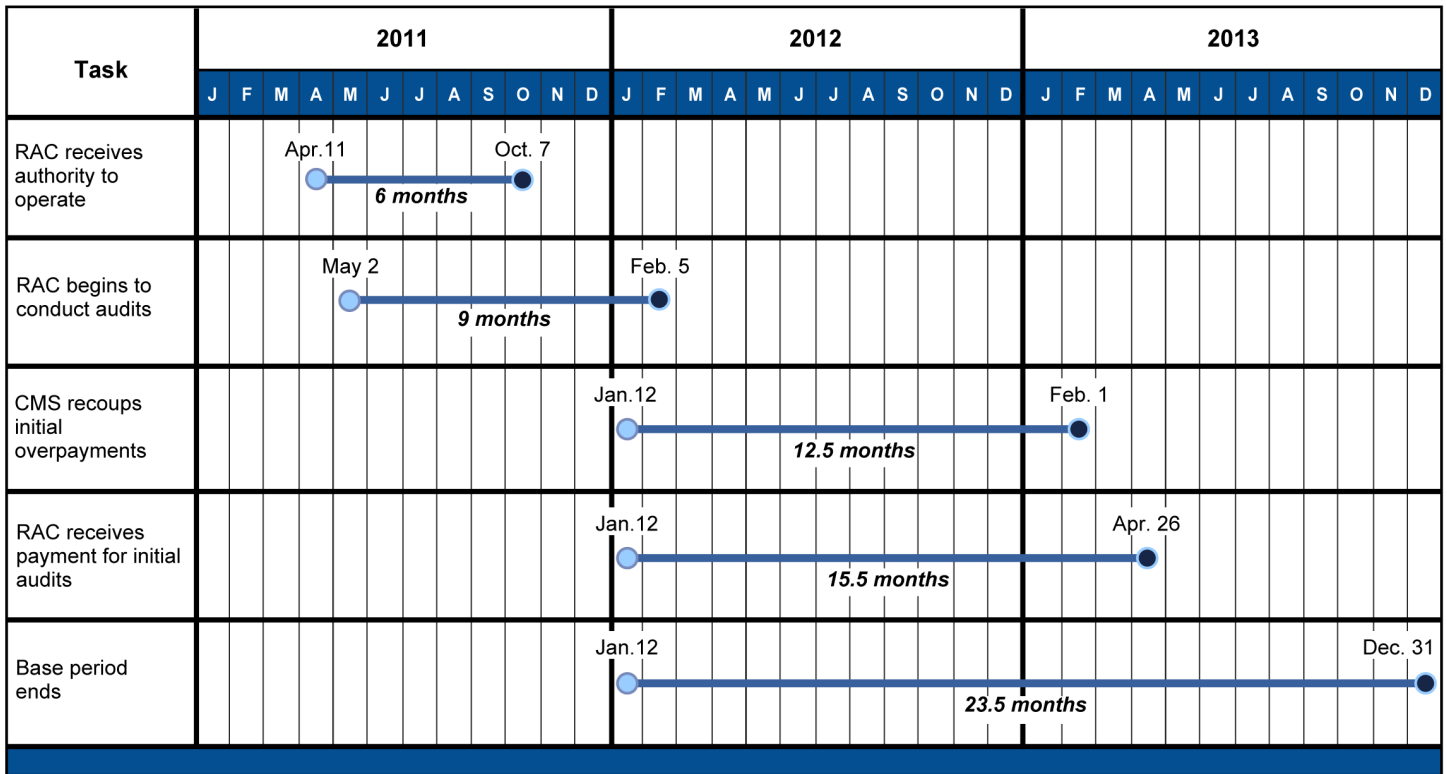 Task
2011
2012
2013
J F M A M J J A S O N D J F M A M J J A S O N D J F M A M J J A S O N D
RAC receives
authority to
operate
Apr.11
Oct. 7
6 months
RAC begins to
conduct audits
May 2
Feb. 5
9 months
CMS recoups
initial
overpayments
Jan.12
Feb. 1
12.5 months
RAC receives
payment for initial
audits
Jan.12
Apr. 26
15.5 months
Base period
ends
Jan.12
Dec. 31
23.5 months